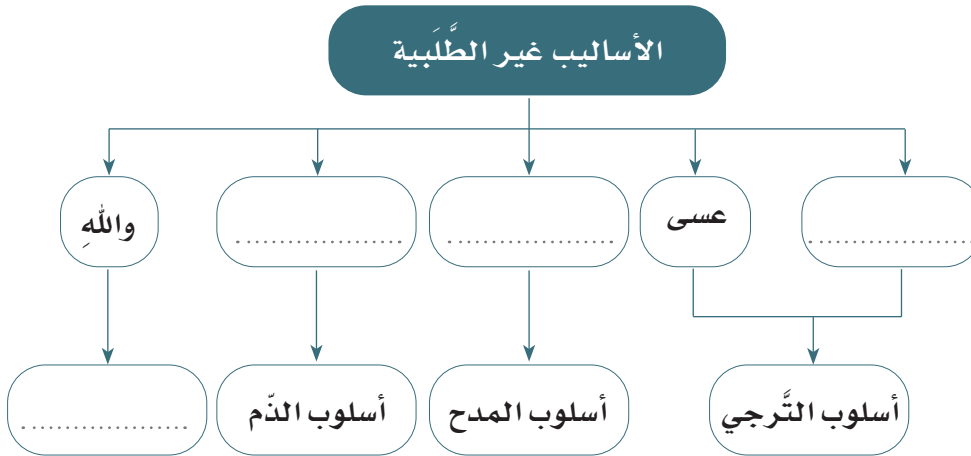 الأساليب غير الطَّلَبية
....................
عسى
....................
....................
واللهِ
أسلوب التَّرجي
أسلوب المدح
أسلوب الذّم
....................